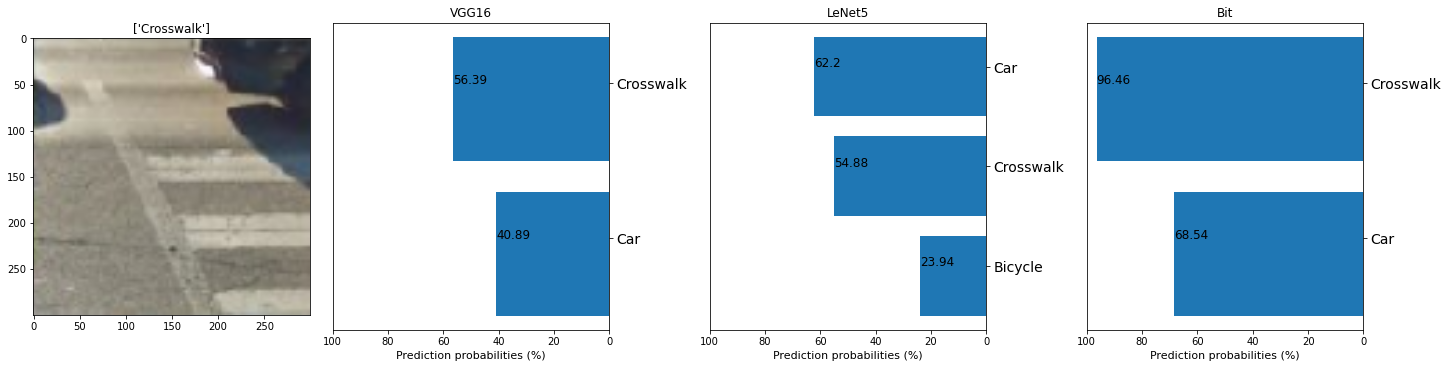 ['Crosswalk']
0
50
100
150
200
250
0 50 100 150 200 250
VGG16
56.39 Crosswalk
40.89 Car
100 80 60 40 20 0
Prediction probabilities (%)
LeNet5
62.2 Car
54.88 Crosswalk
23.94 Bicycle
100 80 60 40 20 0
Prediction probabilities (%)
Bit
96.46 Crosswalk
68.54 Car
100 80 60 40 20 0
Prediction probabilities (%)